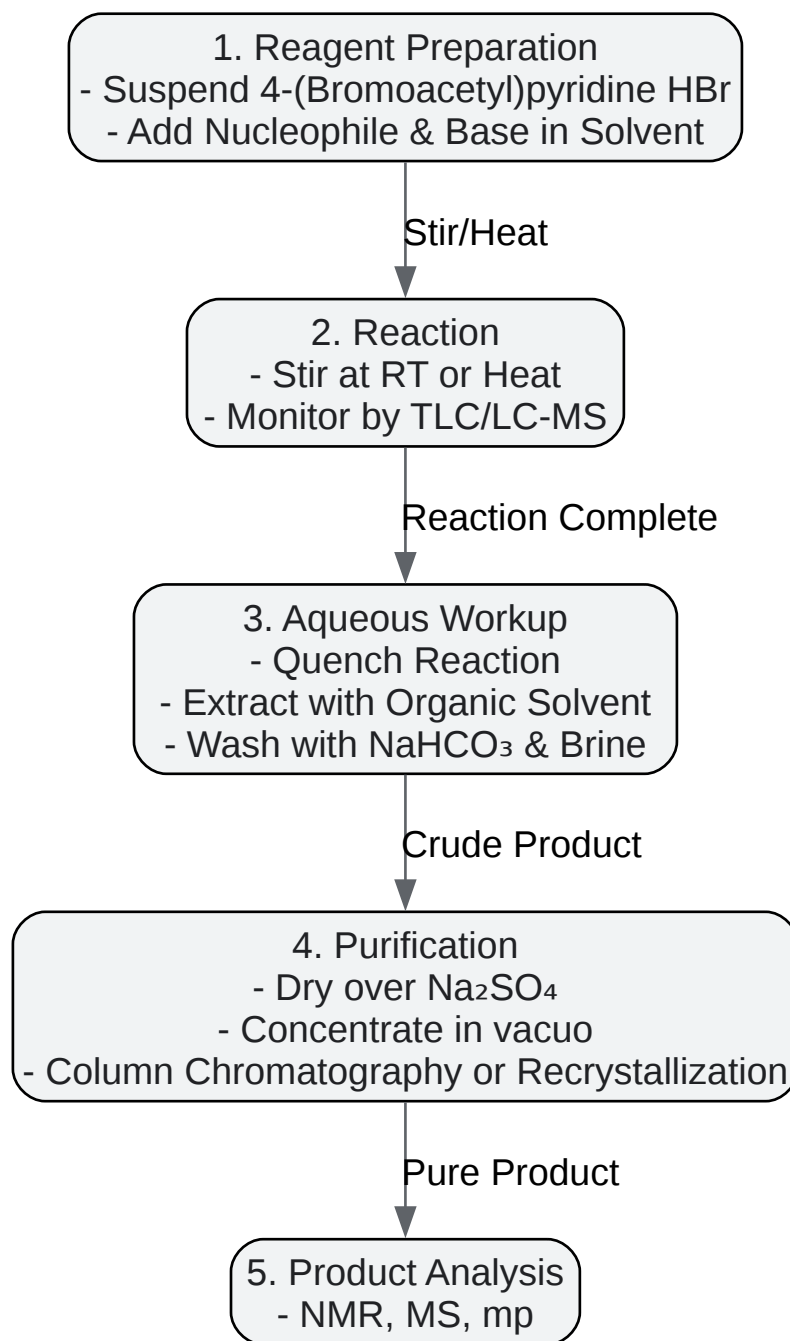 1. Reagent Preparation
- Suspend 4-(Bromoacetyl)pyridine HBr
- Add Nucleophile & Base in Solvent
Stir/Heat
2. Reaction
- Stir at RT or Heat
- Monitor by TLC/LC-MS
Reaction Complete
3. Aqueous Workup
- Quench Reaction
- Extract with Organic Solvent
- Wash with NaHCO₃ & Brine
Crude Product
4. Purification
- Dry over Na₂SO₄
- Concentrate in vacuo
- Column Chromatography or Recrystallization
Pure Product
5. Product Analysis
- NMR, MS, mp